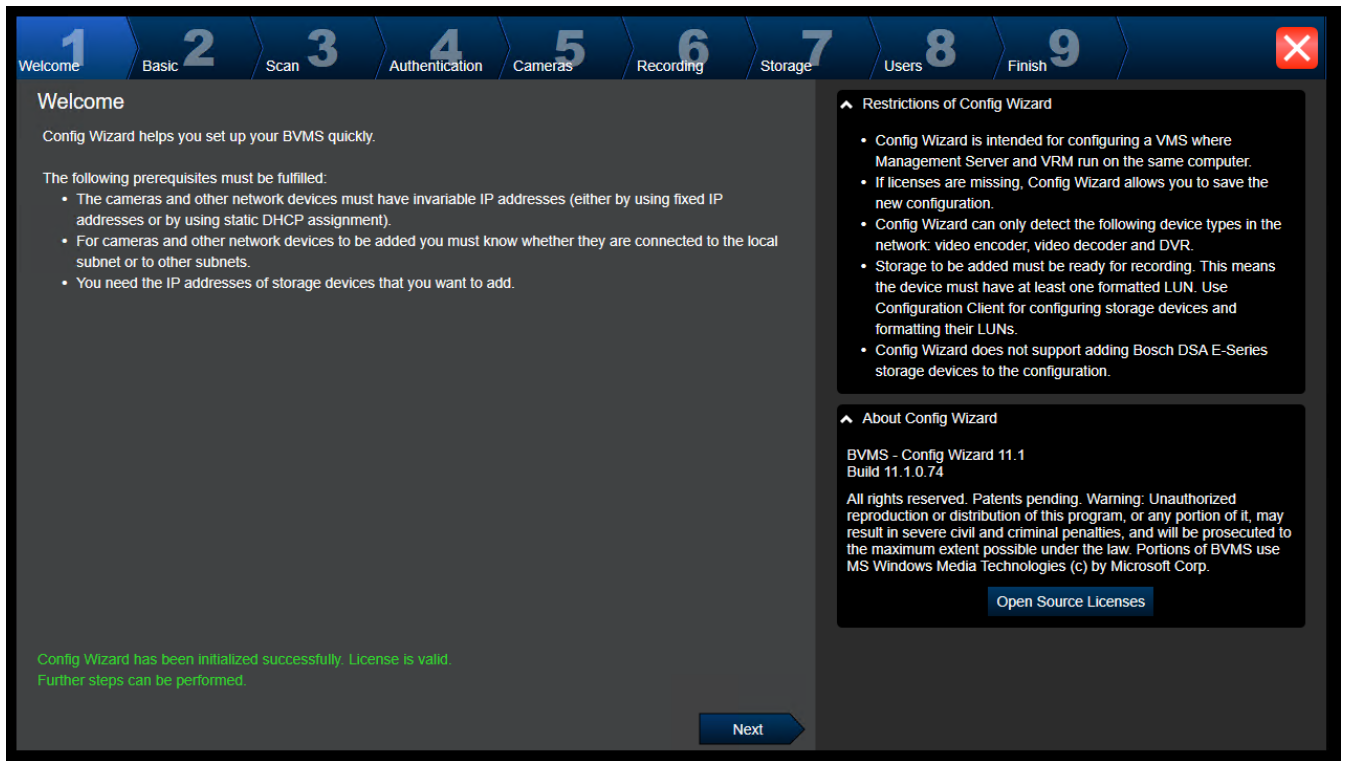 1
Welcome
2
Basic
3
Scan
4
Authentication
5
Cameras
6
Recording
7
Storage
8
Users
9
Finish
Welcome
Config Wizard helps you set up your BVMS quickly.
The following prerequisites must be fulfilled:
• The cameras and other network devices must have invariable IP addresses (either by using fixed IP
addresses or by using static DHCP assignment).
• For cameras and other network devices to be added you must know whether they are connected to the local
subnet or to other subnets.
• You need the IP addresses of storage devices that you want to add.
Config Wizard has been initialized successfully. License is valid.
Further steps can be performed.
Next
Restrictions of Config Wizard
• Config Wizard is intended for configuring a VMS where
Management Server and VRM run on the same computer.
• If licenses are missing, Config Wizard allows you to save the
new configuration.
• Config Wizard can only detect the following device types in the
network: video encoder, video decoder and DVR.
• Storage to be added must be ready for recording. This means
the device must have at least one formatted LUN. Use
Configuration Client for configuring storage devices and
formatting their LUNs.
• Config Wizard does not support adding Bosch DSA E-Series
storage devices to the configuration.
About Config Wizard
BVMS - Config Wizard 11.1
Build 11.1.0.74
All rights reserved. Patents pending. Warning: Unauthorized
reproduction or distribution of this program, or any portion of it, may
result in severe civil and criminal penalties, and will be prosecuted to
the maximum extent possible under the law. Portions of BVMS use
MS Windows Media Technologies (c) by Microsoft Corp.
Open Source Licenses